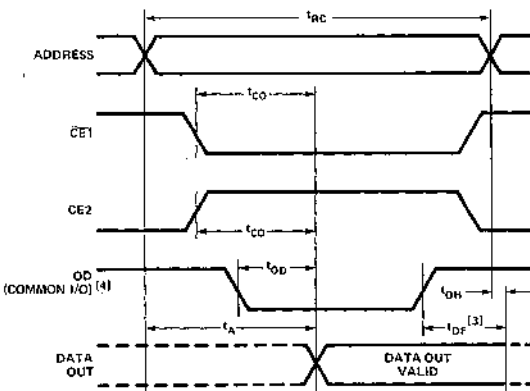 tRC
ADDRESS
tCO
CE1
CE2
tCO
OD
(COMMON I/O) [4]
tOD
tOH
tA
tDF [3]
DATA
OUT
DATA OUT
VALID